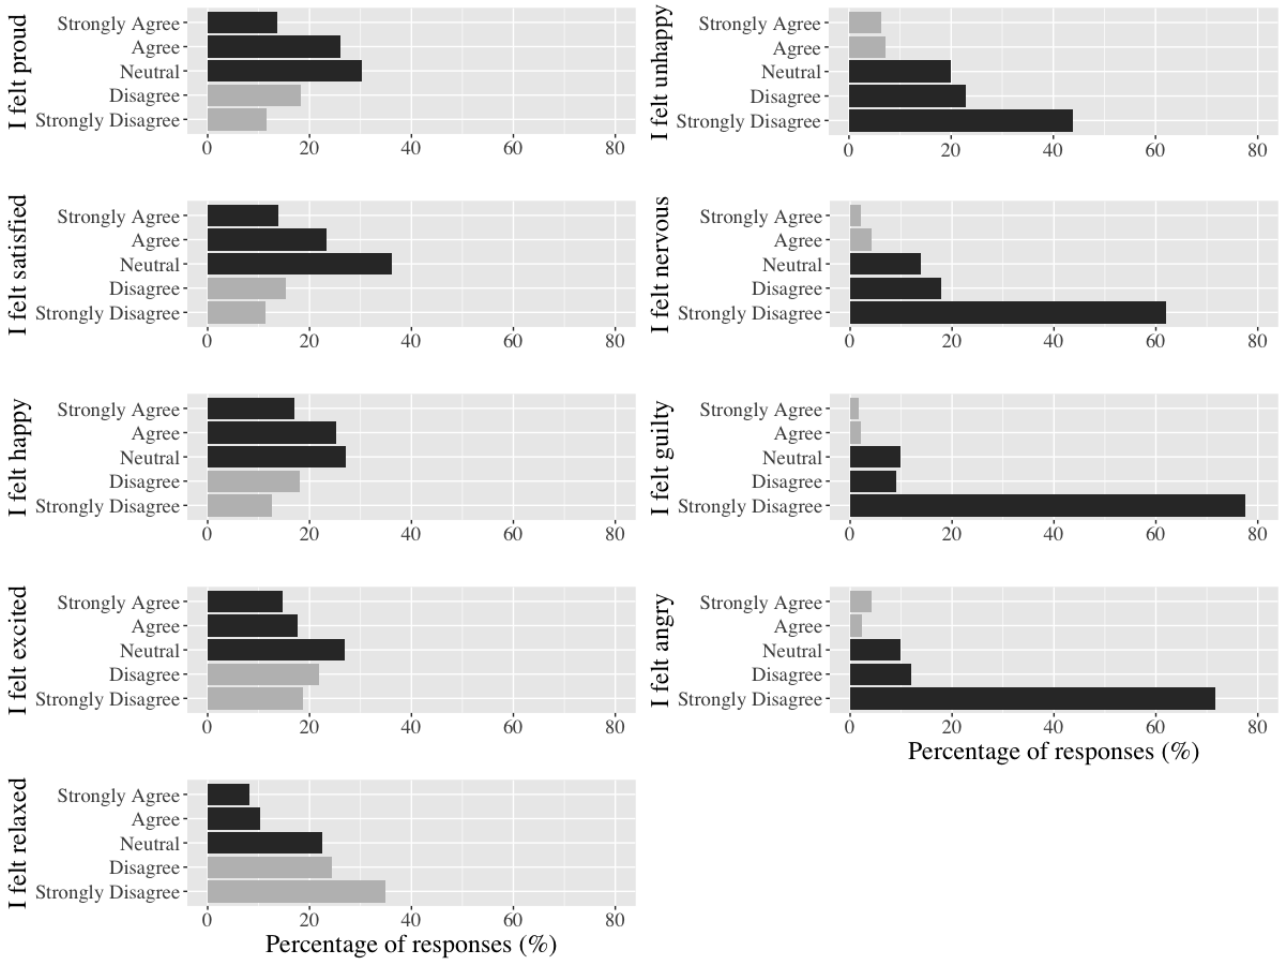 I felt proud
Strongly Agree
Agree
Neutral
Disagree
Strongly Disagree
0 20 40 60 80
I felt satisfied
Strongly Agree
Agree
Neutral
Disagree
Strongly Disagree
0 20 40 60 80
I felt happy
Strongly Agree
Agree
Neutral
Disagree
Strongly Disagree
0 20 40 60 80
I felt excited
Strongly Agree
Agree
Neutral
Disagree
Strongly Disagree
0 20 40 60 80
I felt relaxed
Strongly Agree
Agree
Neutral
Disagree
Strongly Disagree
0 20 40 60 80
Percentage of responses (%)
I felt unhappy
Strongly Agree
Agree
Neutral
Disagree
Strongly Disagree
0 20 40 60 80
I felt nervous
Strongly Agree
Agree
Neutral
Disagree
Strongly Disagree
0 20 40 60 80
I felt guilty
Strongly Agree
Agree
Neutral
Disagree
Strongly Disagree
0 20 40 60 80
I felt angry
Strongly Agree
Agree
Neutral
Disagree
Strongly Disagree
0 20 40 60 80
Percentage of responses (%)